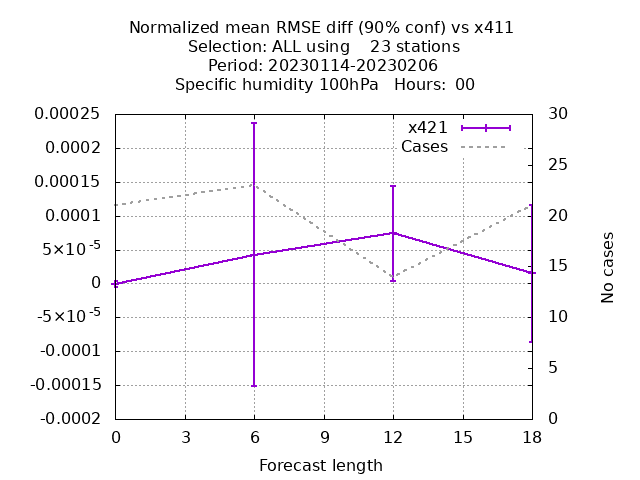 Normalized mean RMSE diff (90% conf) vs x411
Selection: ALL using    23 stations
Period: 20230114-20230206
Specific humidity 100hPa   Hours:  00
x421
Cases
0.00025
0.0002
0.00015
0.0001
5×10⁻⁵
0
-5×10⁻⁵
-0.0001
-0.00015
-0.0002
30
25
20
15
10
5
0
No cases
0 3 6 9 12 15 18
Forecast length